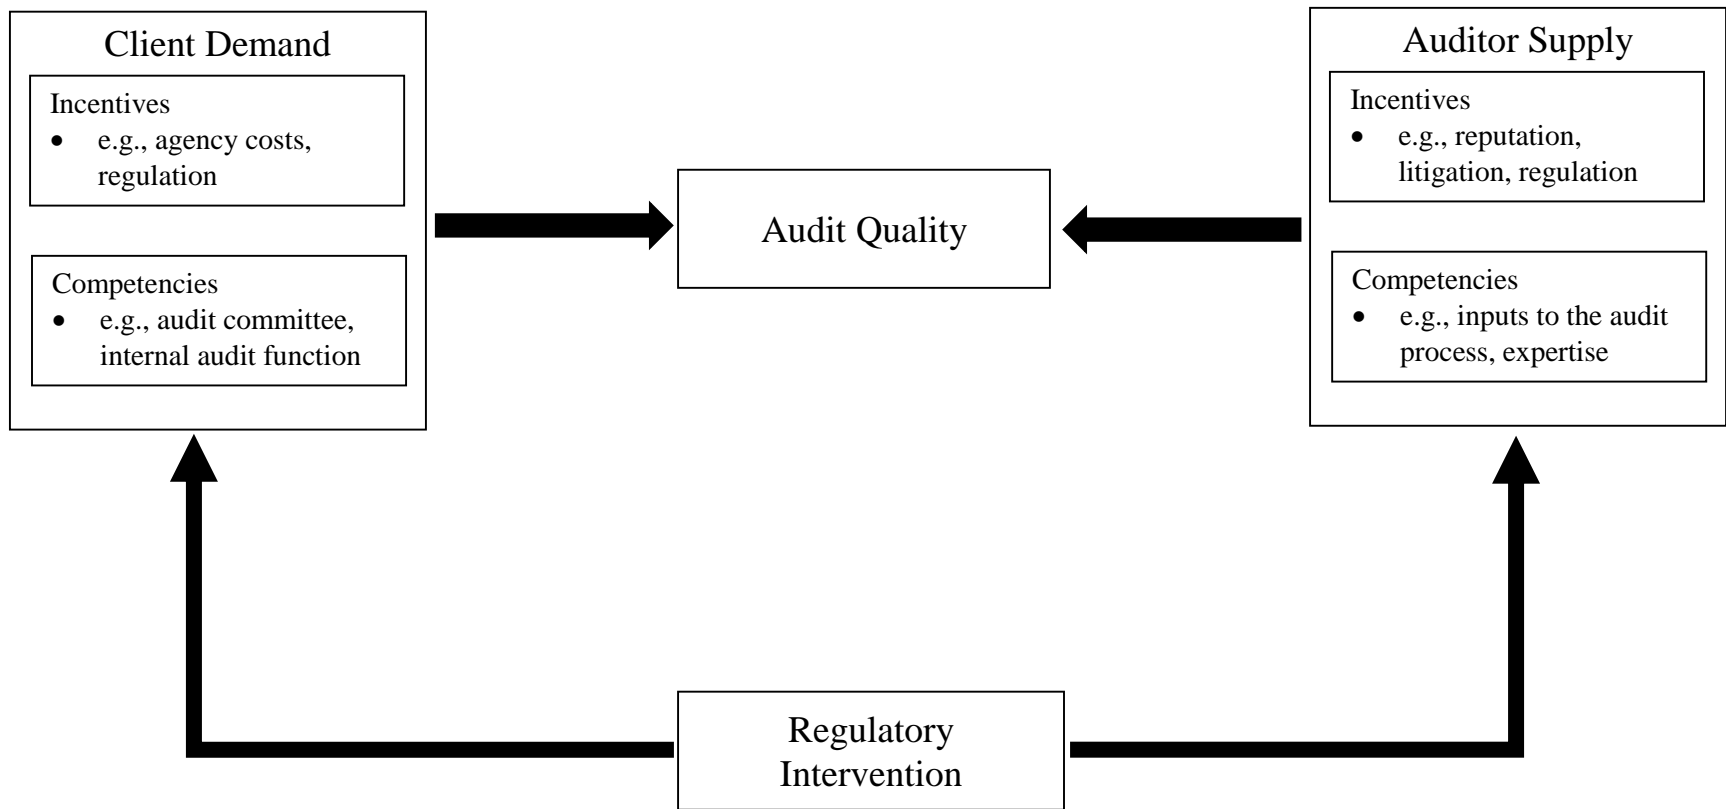 Client Demand
Incentives
• e.g., agency costs,
regulation
Competencies
• e.g., audit committee,
internal audit function
Audit Quality
Auditor Supply
Incentives
• e.g., reputation,
litigation, regulation
Competencies
• e.g., inputs to the audit
process, expertise
Regulatory
Intervention